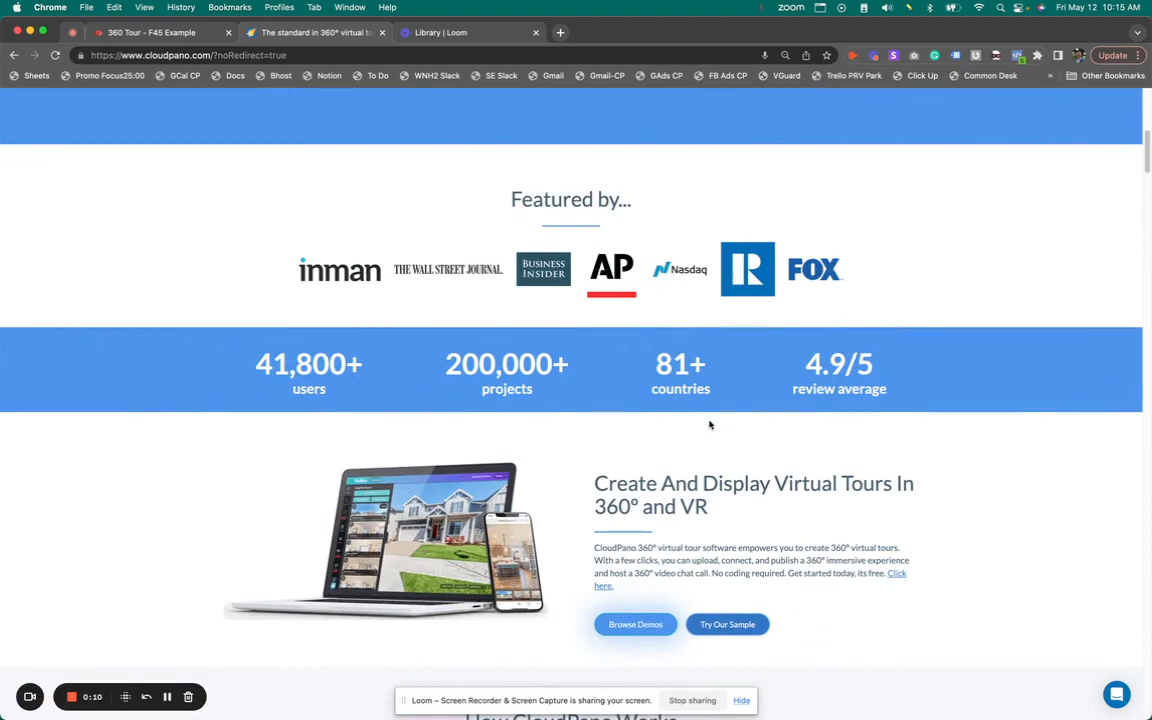 Chrome File Edit View History Bookmarks Profiles Tab Window Help zoom Fri May 12 10:15 AM
360 Tour - F45 Example The standard in 360° virtual to Library | Loom
https://www.cloudpano.com/?noRedirect=true Update
Sheets Promo Focus25:00 GCal CP Docs Bhost Notion To Do WNH2 Slack SE Slack Gmail Gmail-CP GAds CP FB Ads CP VGuard Trello PRV Park Click Up Common Desk » Other Bookmarks
Featured by...
inman THE WALL STREET JOURNAL. BUSINESS INSIDER AP Nasdaq R FOX
41,800+ 200,000+ 81+ 4.9/5
users projects countries review average
Create And Display Virtual Tours In
360° and VR
CloudPano 360° virtual tour software empowers you to create 360° virtual tours.
With a few clicks, you can upload, connect, and publish a 360° immersive experience
and host a 360° video chat call. No coding required. Get started today, its free. Click
here.
Browse Demos Try Our Sample
0:10
Loom – Screen Recorder & Screen Capture is sharing your screen. Stop sharing Hide
How CloudPano Works